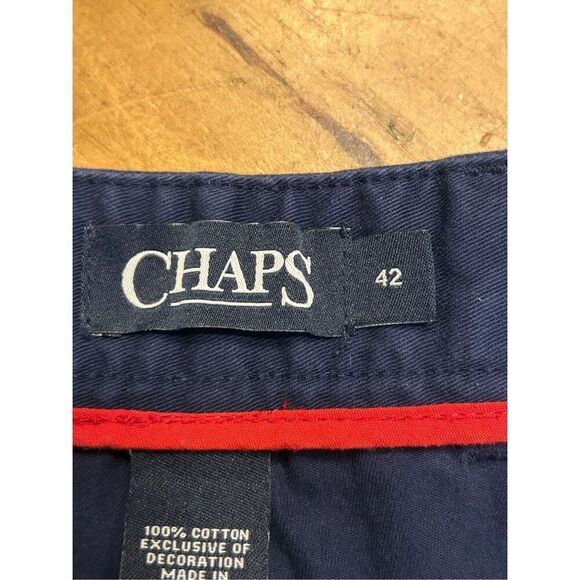 CHAPS
42
100% COTTON
EXCLUSIVE OF
DECORATION
MADE IN